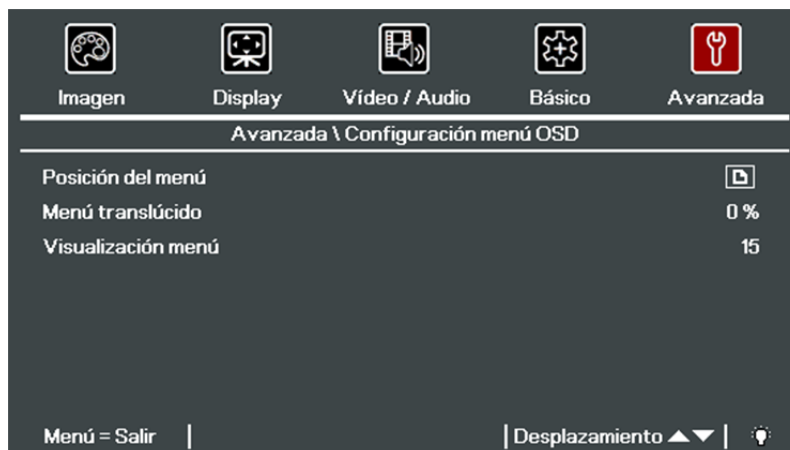 Imagen Display Vídeo / Audio Básico Avanzada
Avanzada \ Configuración menú OSD
Posición del menú
Menú translúcido 0 %
Visualización menú 15
Menú = Salir Desplazamiento ▲▼